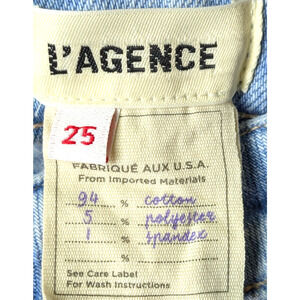 L'AGENCE
25
FABRIQUÉ AUX U.S.A.
From Imported Materials
94 % cotton
5 % polyester
1 % spandex
%
See Care Label
For Wash Instructions